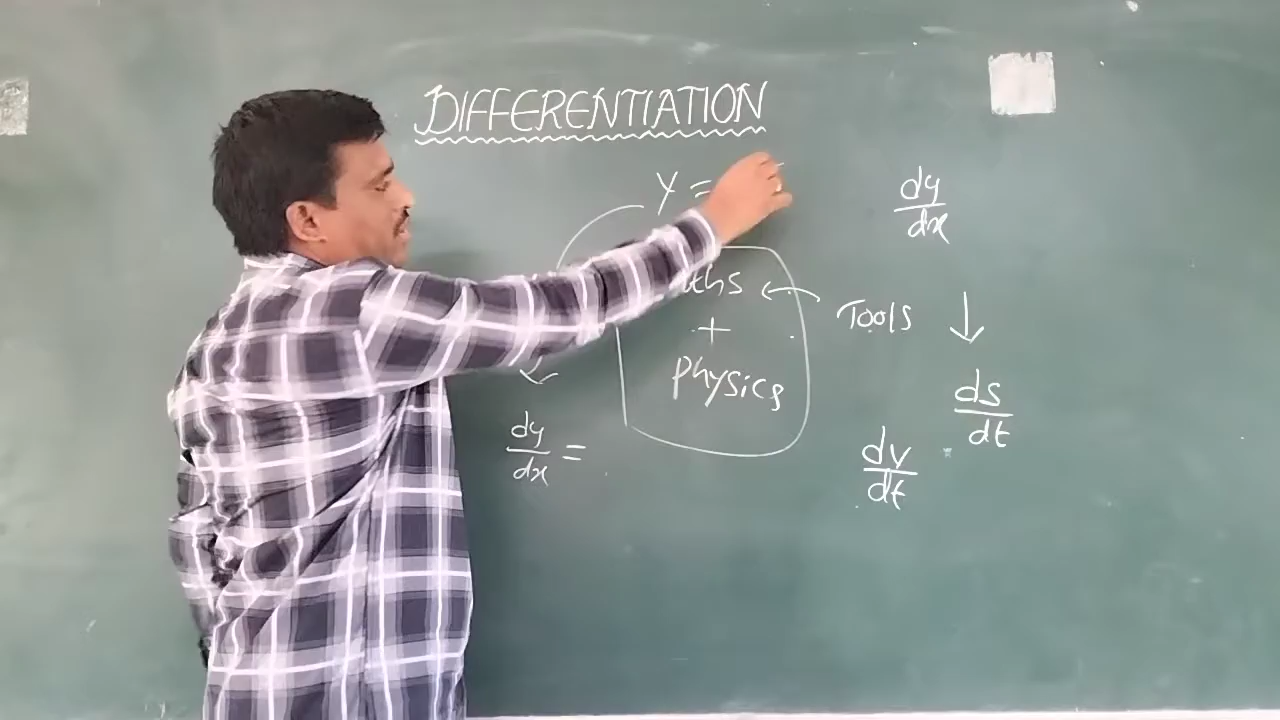 DIFFERENTIATION
y =
dy/dx
+
physics
Tools
↓
ds/dt
dy/dx =
dv/dt